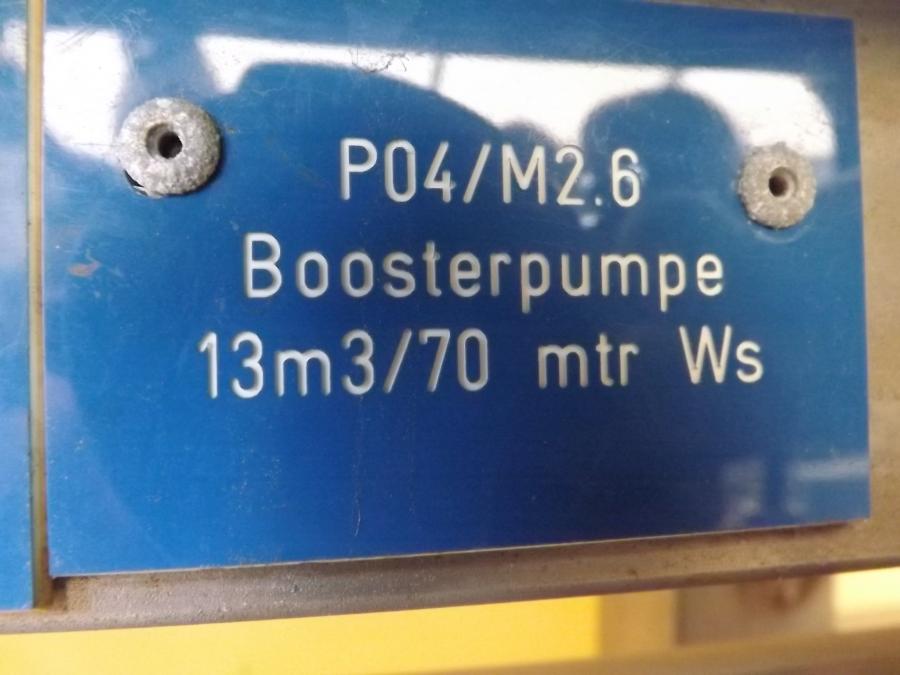 P04/M2.6
Boosterpumpe
13m3/70 mtr Ws